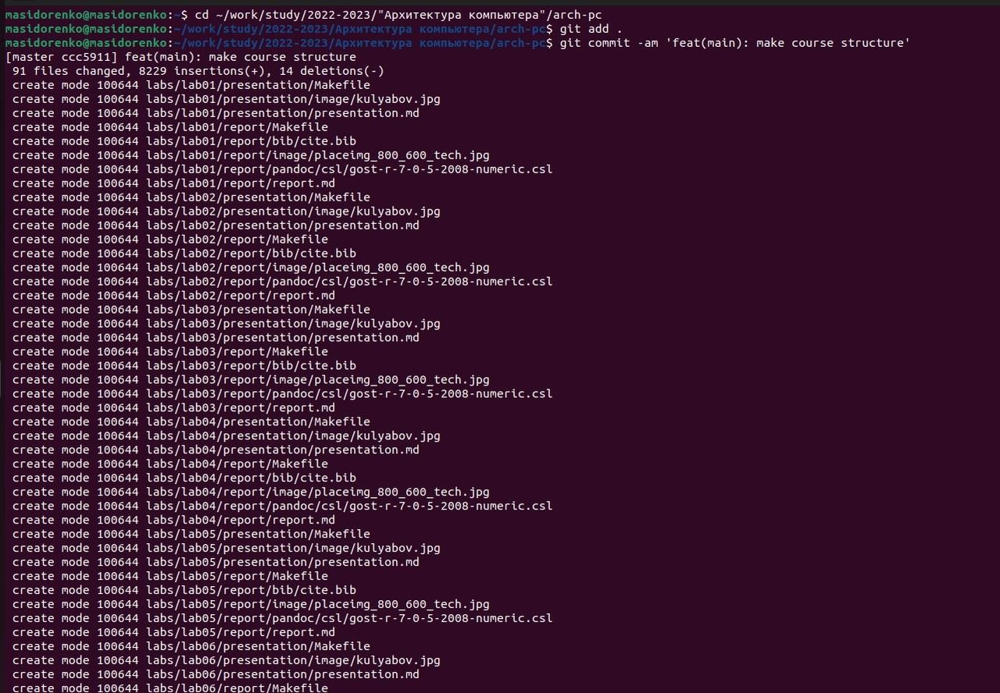 masidorenko@masidorenko:~$ cd ~/work/study/2022-2023/"Архитектура компьютера"/arch-pc
masidorenko@masidorenko:~/work/study/2022-2023/Архитектура компьютера/arch-pc$ git add .
masidorenko@masidorenko:~/work/study/2022-2023/Архитектура компьютера/arch-pc$ git commit -am 'feat(main): make course structure'
[master ccc5911] feat(main): make course structure
 91 files changed, 8229 insertions(+), 14 deletions(-)
 create mode 100644 labs/lab01/presentation/Makefile
 create mode 100644 labs/lab01/presentation/image/kulyabov.jpg
 create mode 100644 labs/lab01/presentation/presentation.md
 create mode 100644 labs/lab01/report/Makefile
 create mode 100644 labs/lab01/report/bib/cite.bib
 create mode 100644 labs/lab01/report/image/placeimg_800_600_tech.jpg
 create mode 100644 labs/lab01/report/pandoc/csl/gost-r-7-0-5-2008-numeric.csl
 create mode 100644 labs/lab01/report/report.md
 create mode 100644 labs/lab02/presentation/Makefile
 create mode 100644 labs/lab02/presentation/image/kulyabov.jpg
 create mode 100644 labs/lab02/presentation/presentation.md
 create mode 100644 labs/lab02/report/Makefile
 create mode 100644 labs/lab02/report/bib/cite.bib
 create mode 100644 labs/lab02/report/image/placeimg_800_600_tech.jpg
 create mode 100644 labs/lab02/report/pandoc/csl/gost-r-7-0-5-2008-numeric.csl
 create mode 100644 labs/lab02/report/report.md
 create mode 100644 labs/lab03/presentation/Makefile
 create mode 100644 labs/lab03/presentation/image/kulyabov.jpg
 create mode 100644 labs/lab03/presentation/presentation.md
 create mode 100644 labs/lab03/report/Makefile
 create mode 100644 labs/lab03/report/bib/cite.bib
 create mode 100644 labs/lab03/report/image/placeimg_800_600_tech.jpg
 create mode 100644 labs/lab03/report/pandoc/csl/gost-r-7-0-5-2008-numeric.csl
 create mode 100644 labs/lab03/report/report.md
 create mode 100644 labs/lab04/presentation/Makefile
 create mode 100644 labs/lab04/presentation/image/kulyabov.jpg
 create mode 100644 labs/lab04/presentation/presentation.md
 create mode 100644 labs/lab04/report/Makefile
 create mode 100644 labs/lab04/report/bib/cite.bib
 create mode 100644 labs/lab04/report/image/placeimg_800_600_tech.jpg
 create mode 100644 labs/lab04/report/pandoc/csl/gost-r-7-0-5-2008-numeric.csl
 create mode 100644 labs/lab04/report/report.md
 create mode 100644 labs/lab05/presentation/Makefile
 create mode 100644 labs/lab05/presentation/image/kulyabov.jpg
 create mode 100644 labs/lab05/presentation/presentation.md
 create mode 100644 labs/lab05/report/Makefile
 create mode 100644 labs/lab05/report/bib/cite.bib
 create mode 100644 labs/lab05/report/image/placeimg_800_600_tech.jpg
 create mode 100644 labs/lab05/report/pandoc/csl/gost-r-7-0-5-2008-numeric.csl
 create mode 100644 labs/lab05/report/report.md
 create mode 100644 labs/lab06/presentation/Makefile
 create mode 100644 labs/lab06/presentation/image/kulyabov.jpg
 create mode 100644 labs/lab06/presentation/presentation.md
 create mode 100644 labs/lab06/report/Makefile